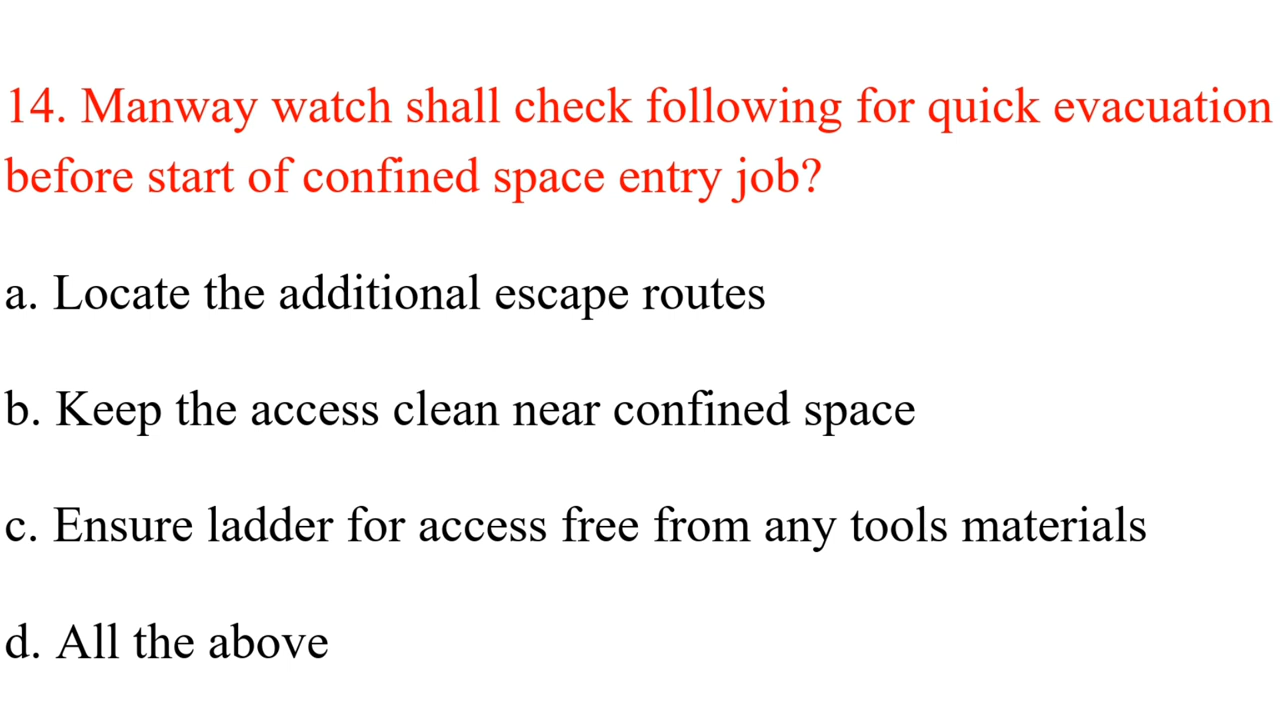 14. Manway watch shall check following for quick evacuation
before start of confined space entry job?
a. Locate the additional escape routes
b. Keep the access clean near confined space
c. Ensure ladder for access free from any tools materials
d. All the above